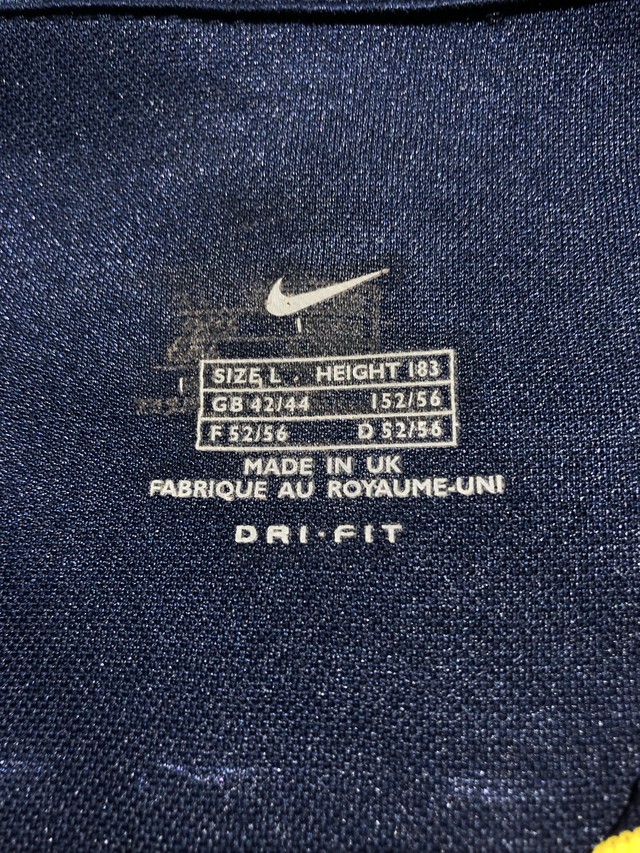 SIZE L . HEIGHT 183
GB 42/44 I 52/56
F 52/56 D 52/56
MADE IN UK
FABRIQUE AU ROYAUME-UNI
DRI·FIT